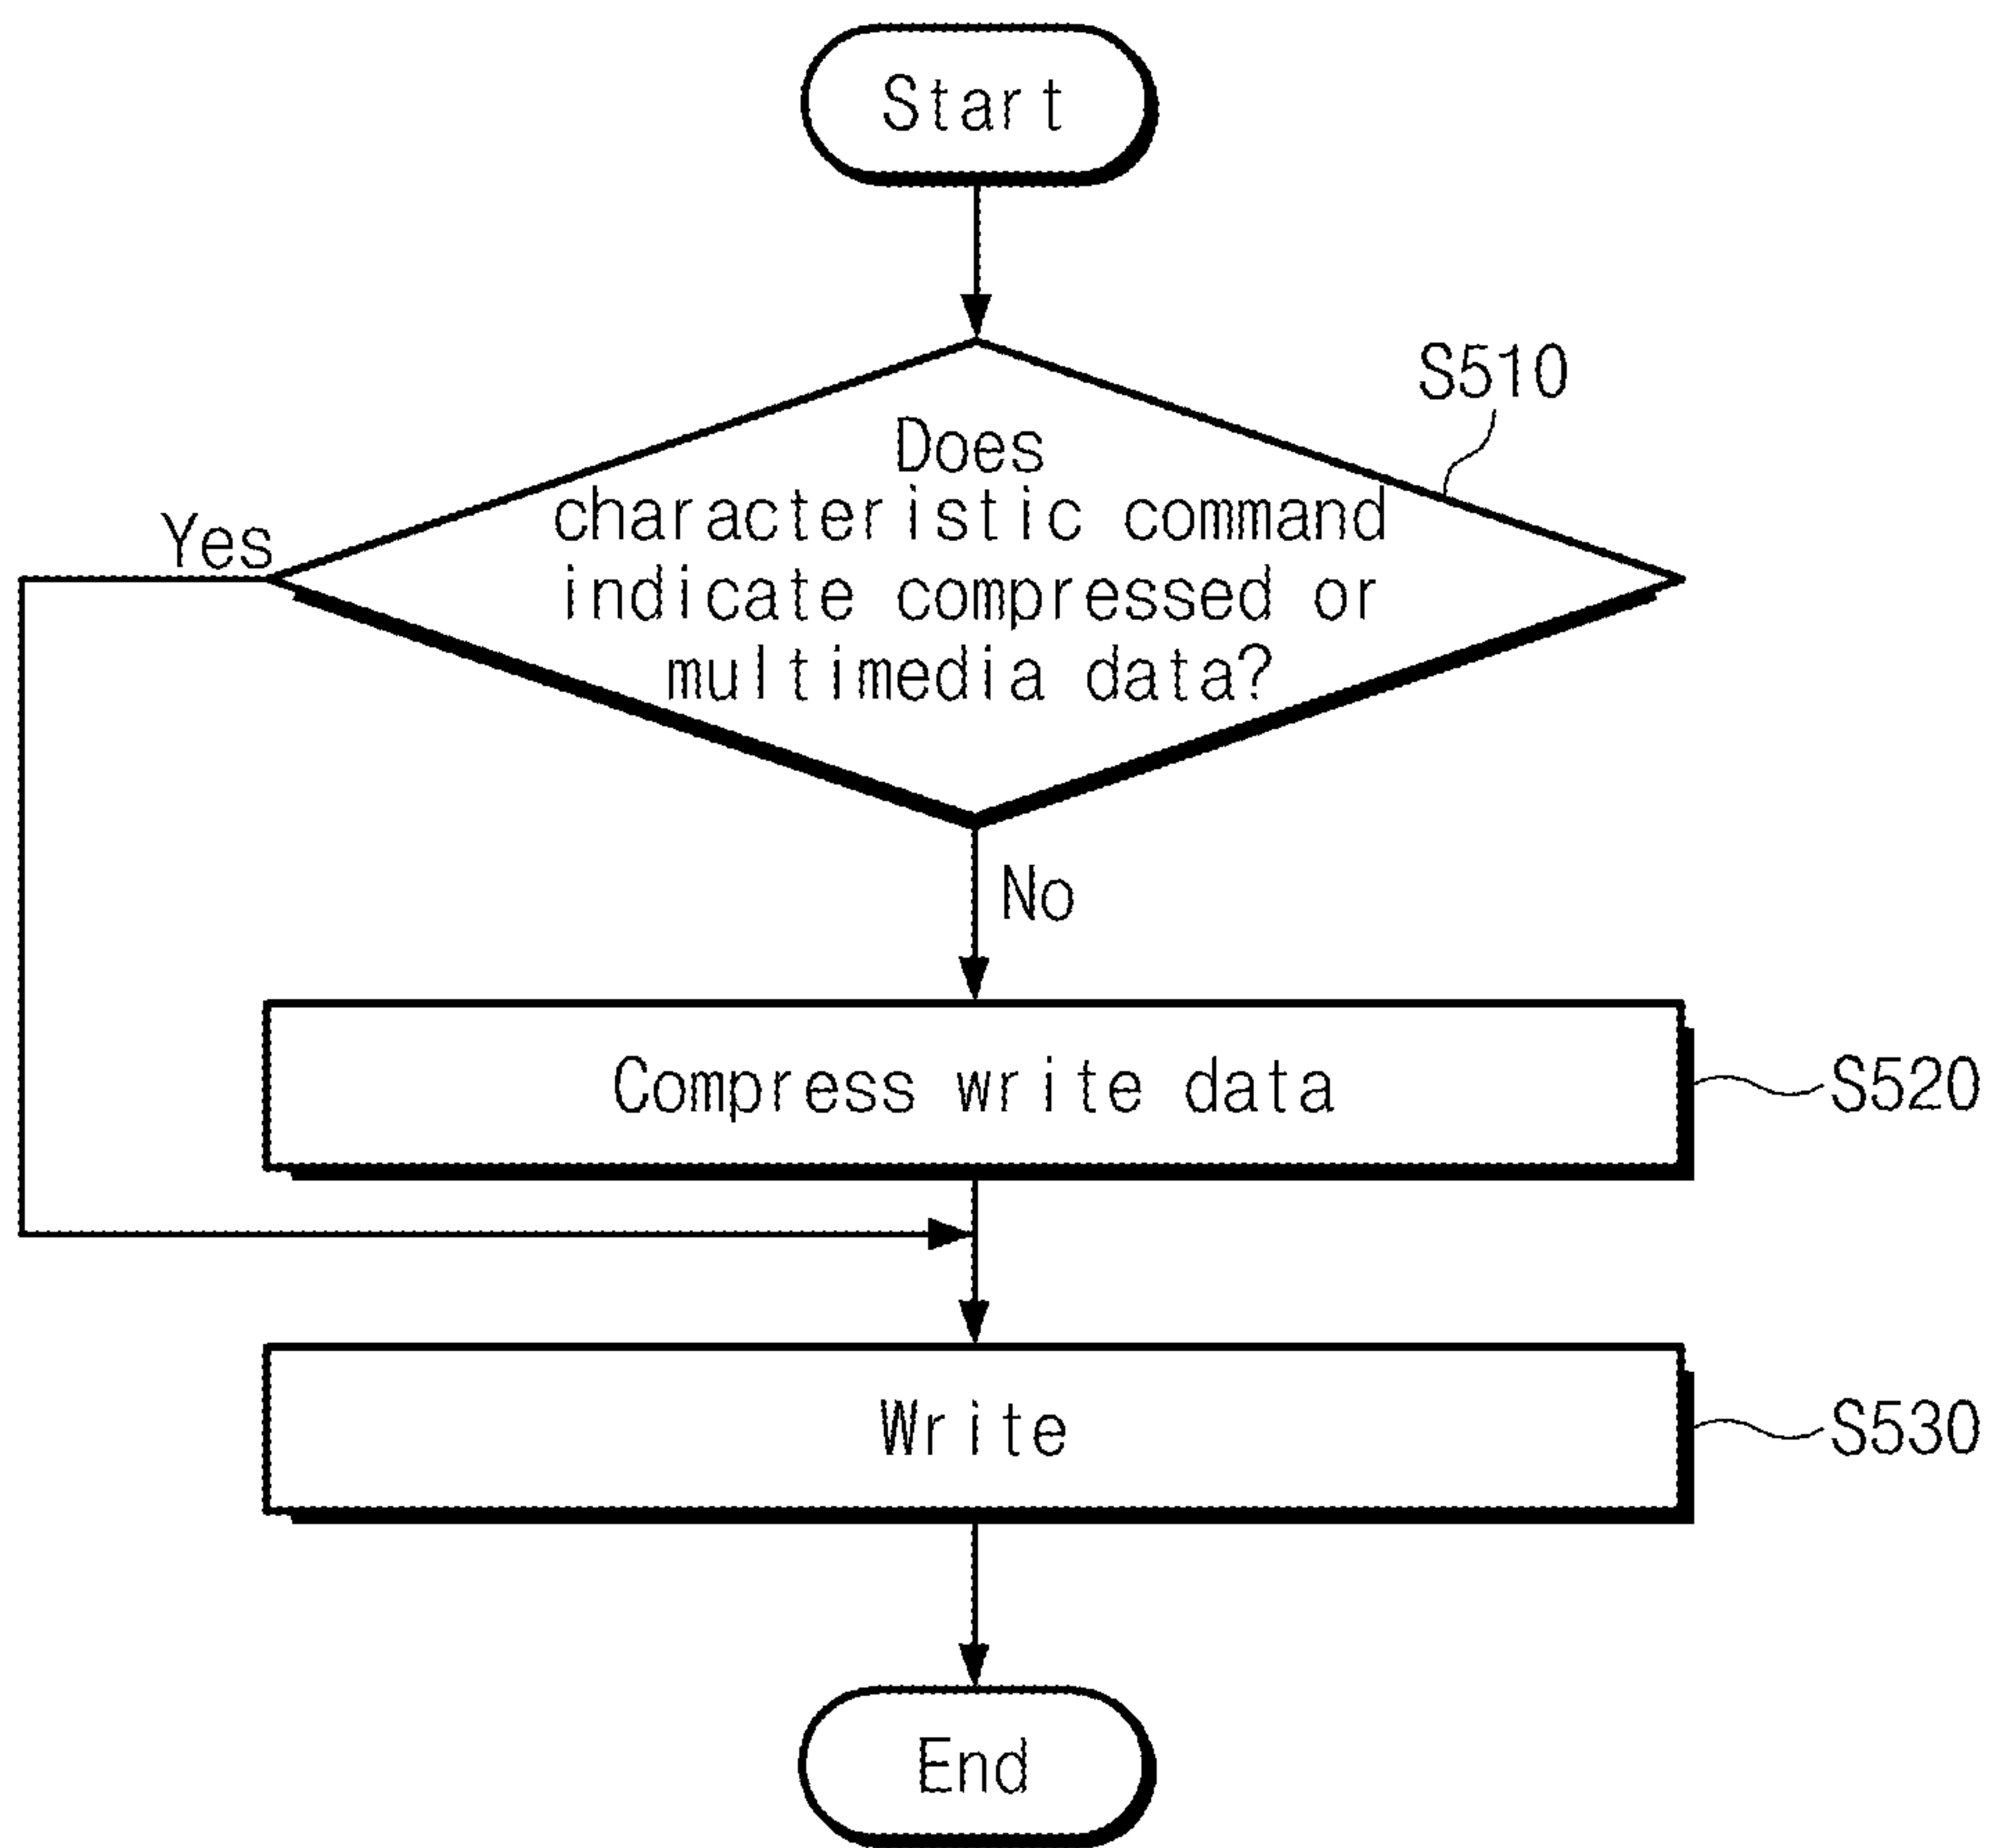 Start
S510
Does
characteristic command
indicate compressed or
multimedia data?
Yes
No
Compress write data
S520
Write
S530
End